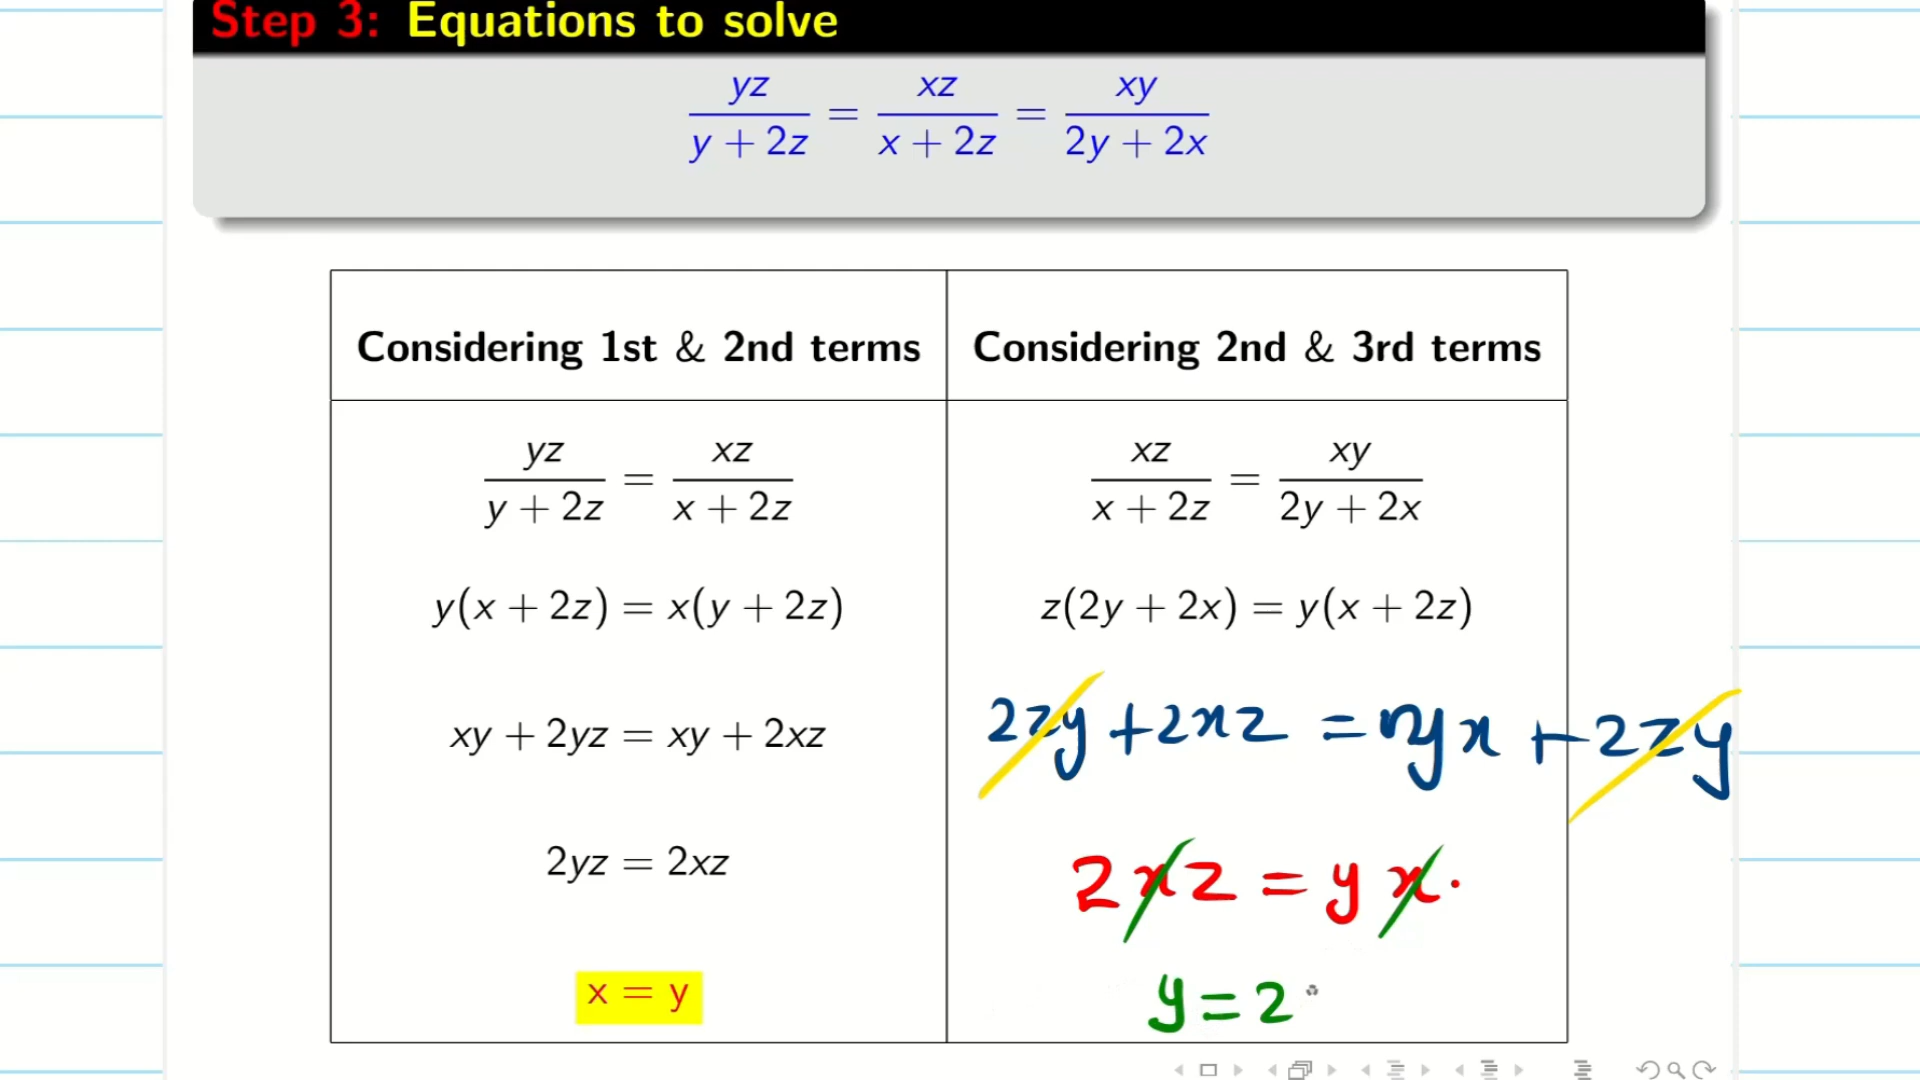 Step 3: Equations to solve
yz/(y + 2z) = xz/(x + 2z) = xy/(2y + 2x)
Considering 1st & 2nd terms
yz/(y + 2z) = xz/(x + 2z)
y(x + 2z) = x(y + 2z)
xy + 2yz = xy + 2xz
2yz = 2xz
x = y
Considering 2nd & 3rd terms
xz/(x + 2z) = xy/(2y + 2x)
z(2y + 2x) = y(x + 2z)
2zy + 2xz = yx + 2zy
2xz = yx.
y = 2